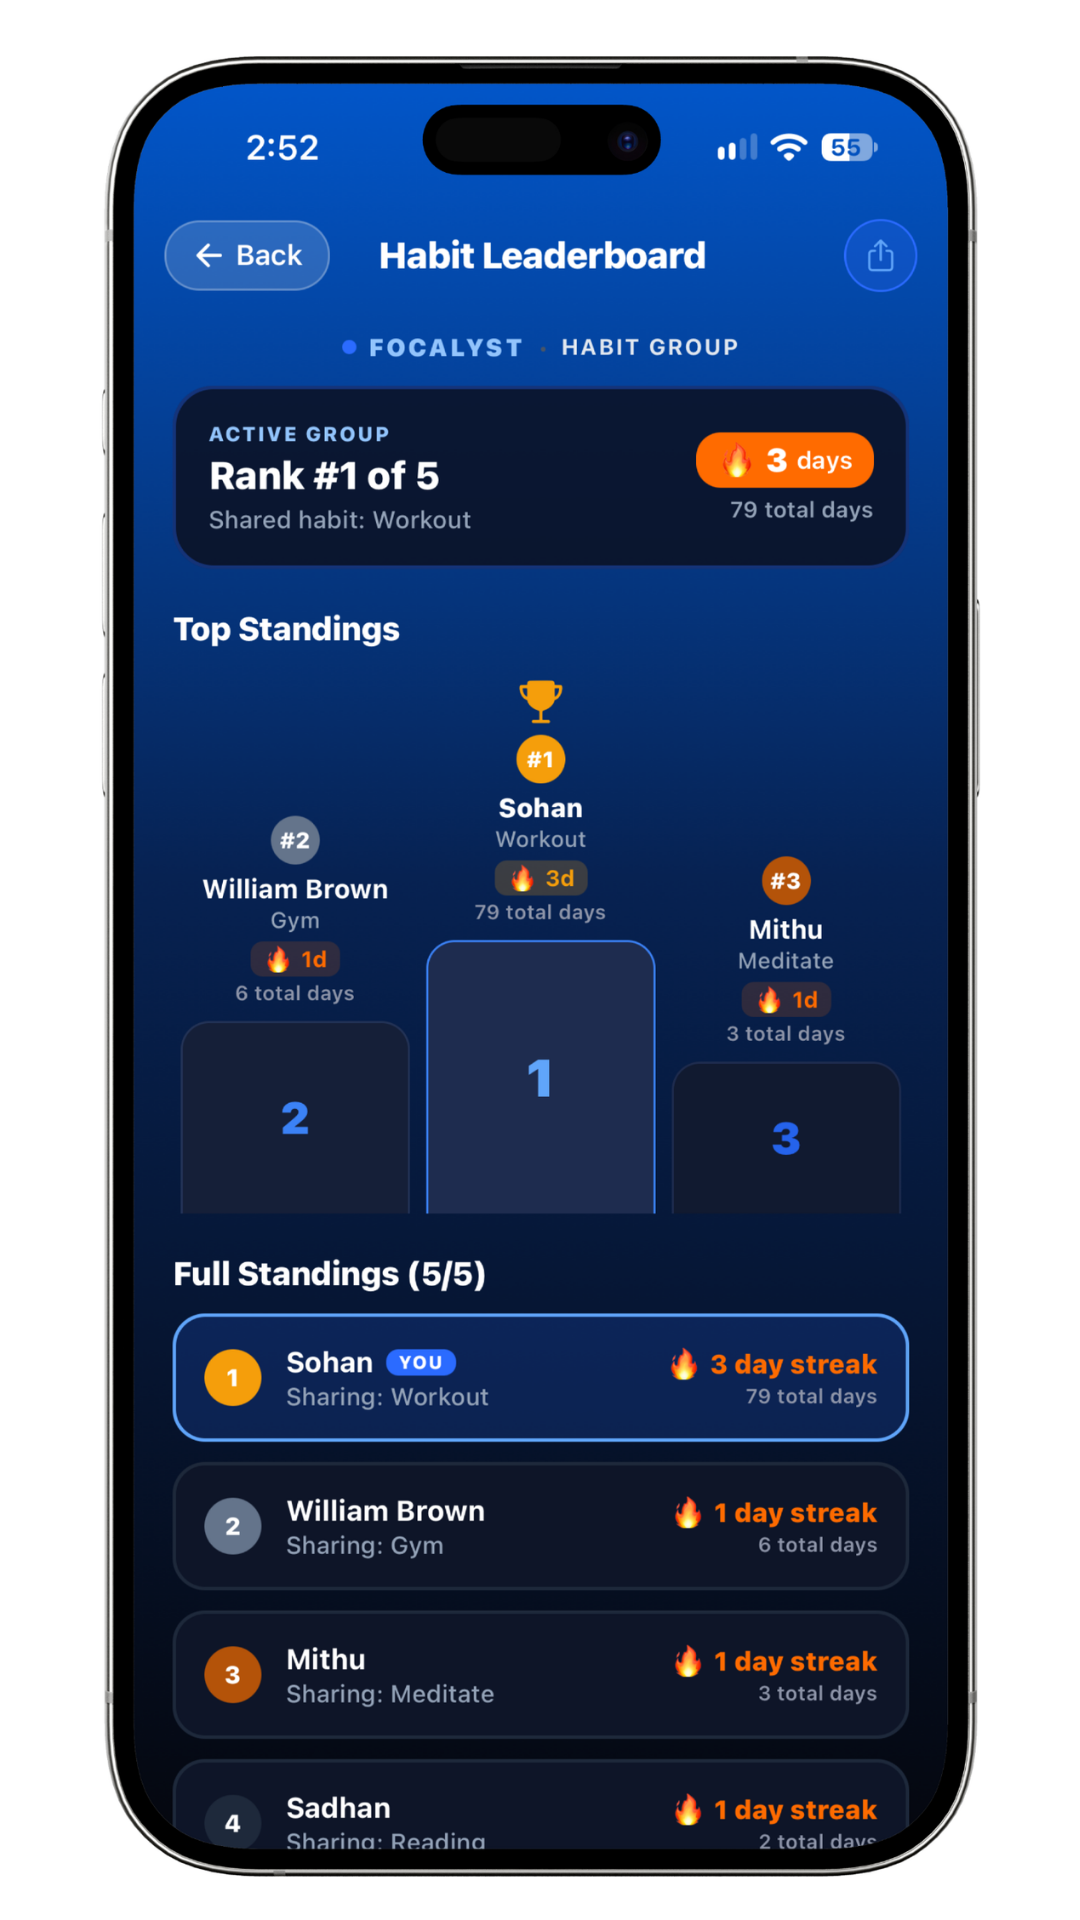 2:52
55
← Back
Habit Leaderboard
FOCALYST · HABIT GROUP
ACTIVE GROUP
Rank #1 of 5
Shared habit: Workout
🔥 3 days
79 total days
Top Standings
#1
Sohan
Workout
🔥 3d
79 total days
#2
William Brown
Gym
🔥 1d
6 total days
#3
Mithu
Meditate
🔥 1d
3 total days
2
1
3
Full Standings (5/5)
1
Sohan YOU
Sharing: Workout
🔥 3 day streak
79 total days
2
William Brown
Sharing: Gym
🔥 1 day streak
6 total days
3
Mithu
Sharing: Meditate
🔥 1 day streak
3 total days
4
Sadhan
Sharing: Reading
🔥 1 day streak
2 total days